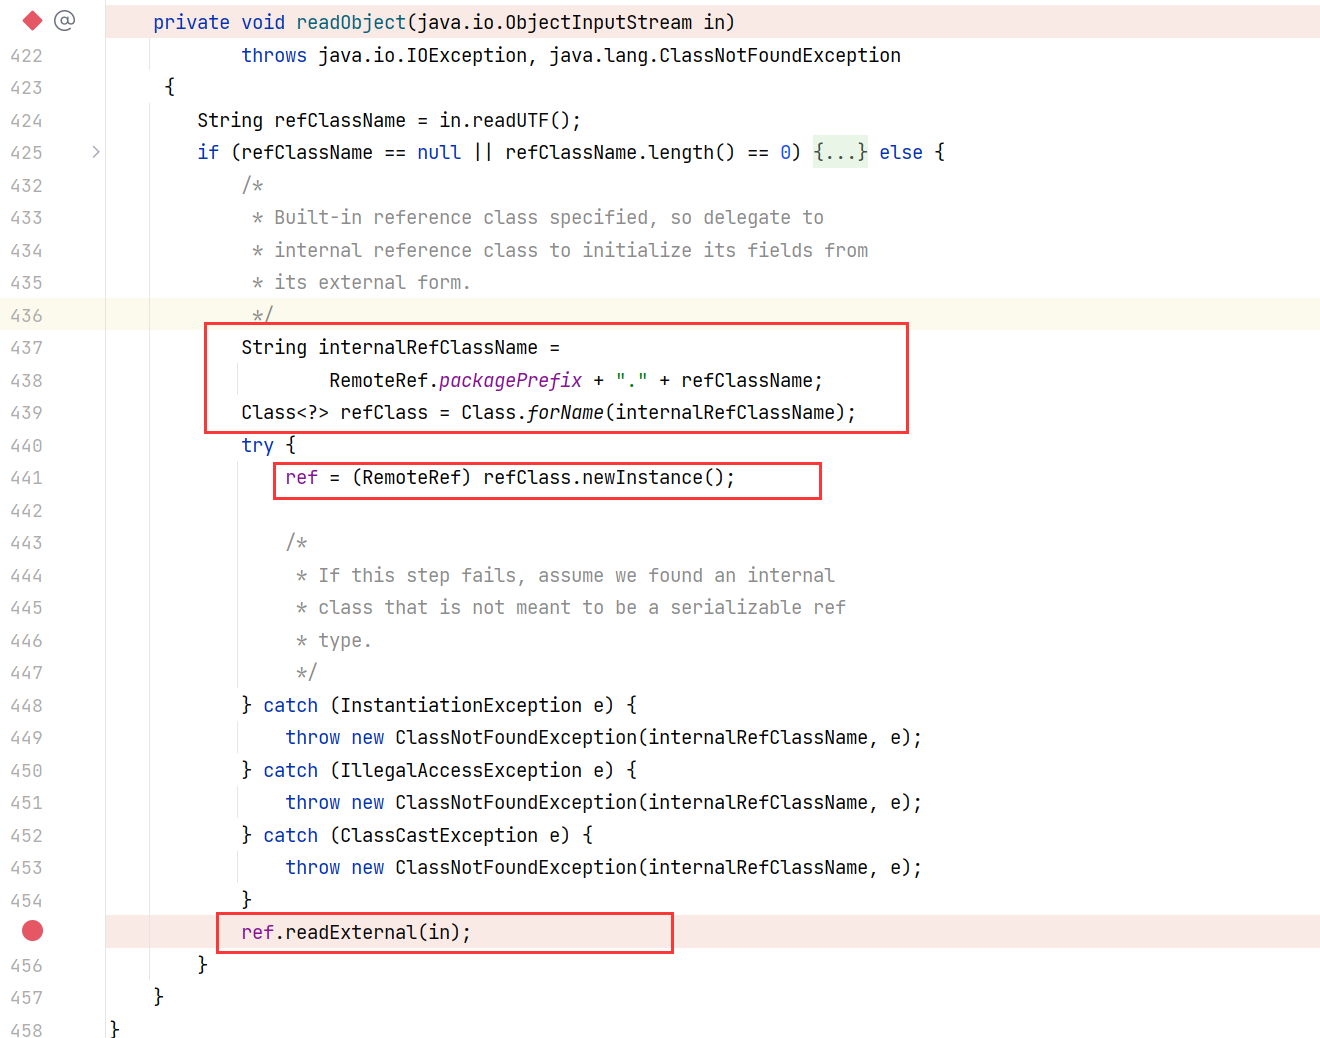 @ private void readObject(java.io.ObjectInputStream in)
422 throws java.io.IOException, java.lang.ClassNotFoundException
423 {
424 String refClassName = in.readUTF();
425 if (refClassName == null || refClassName.length() == 0) {...} else {
432 /*
433 * Built-in reference class specified, so delegate to
434 * internal reference class to initialize its fields from
435 * its external form.
436 */
437 String internalRefClassName =
438 RemoteRef.packagePrefix + "." + refClassName;
439 Class<?> refClass = Class.forName(internalRefClassName);
440 try {
441 ref = (RemoteRef) refClass.newInstance();
442
443 /*
444 * If this step fails, assume we found an internal
445 * class that is not meant to be a serializable ref
446 * type.
447 */
448 } catch (InstantiationException e) {
449 throw new ClassNotFoundException(internalRefClassName, e);
450 } catch (IllegalAccessException e) {
451 throw new ClassNotFoundException(internalRefClassName, e);
452 } catch (ClassCastException e) {
453 throw new ClassNotFoundException(internalRefClassName, e);
454 }
ref.readExternal(in);
456 }
457 }
458 }